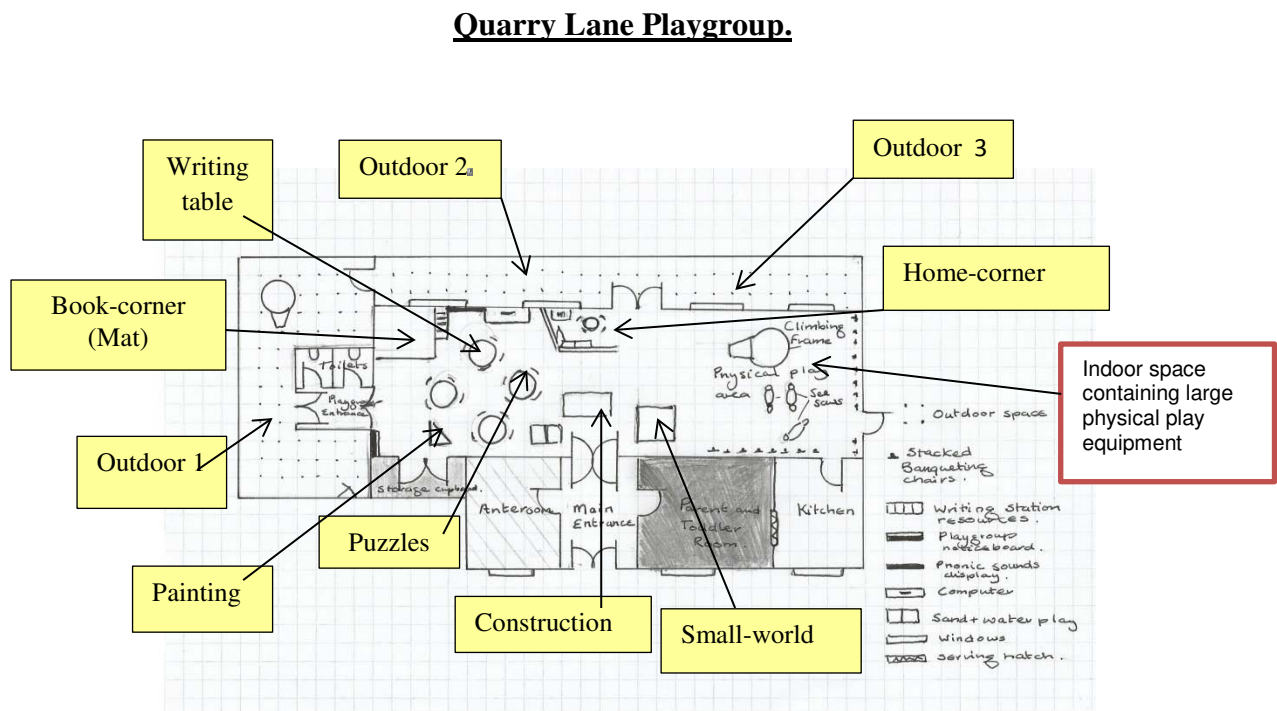 Quarry Lane Playgroup.
Writing
table
Outdoor 2
Outdoor 3
Book-corner
(Mat)
Home-corner
Climbing
Frame
Physical play
area
See
Saws
Indoor space
containing large
physical play
equipment
Toilets
Playgroup
Entrance
Outdoor 1
Storage cupboard.
Anteroom
Main
Entrance
Parent and
Toddler
Room.
Kitchen
Puzzles
Painting
Construction
Small-world
Outdoor space
Stacked
Banqueting
chairs.
Writing Station
resources.
Playgroup
noticeboard.
Phonic sounds
display.
Computer
Sand + water play
Windows
Serving hatch.